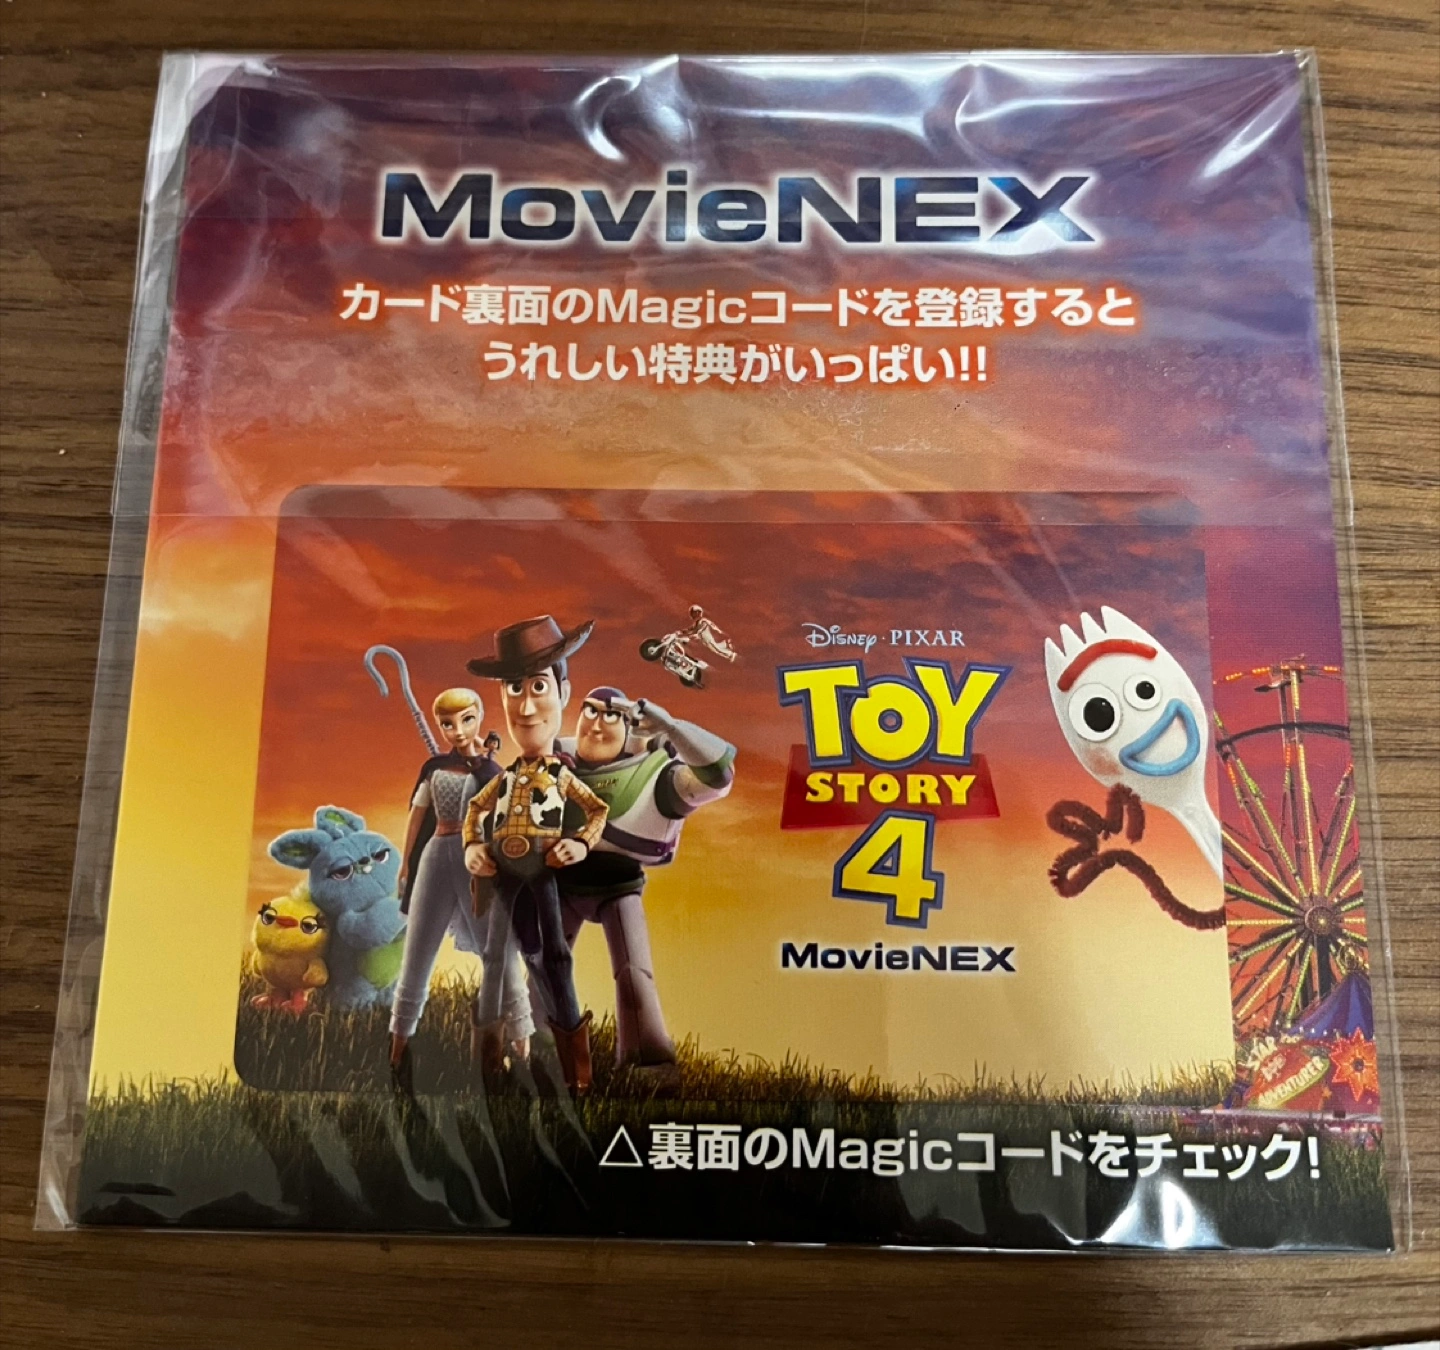 MovieNEX
カード裏面のMagicコードを登録すると
うれしい特典がいっぱい!!
Disney・PIXAR
TOY
STORY
4
MovieNEX
STAR
ADVENTURER
△裏面のMagicコードをチェック!